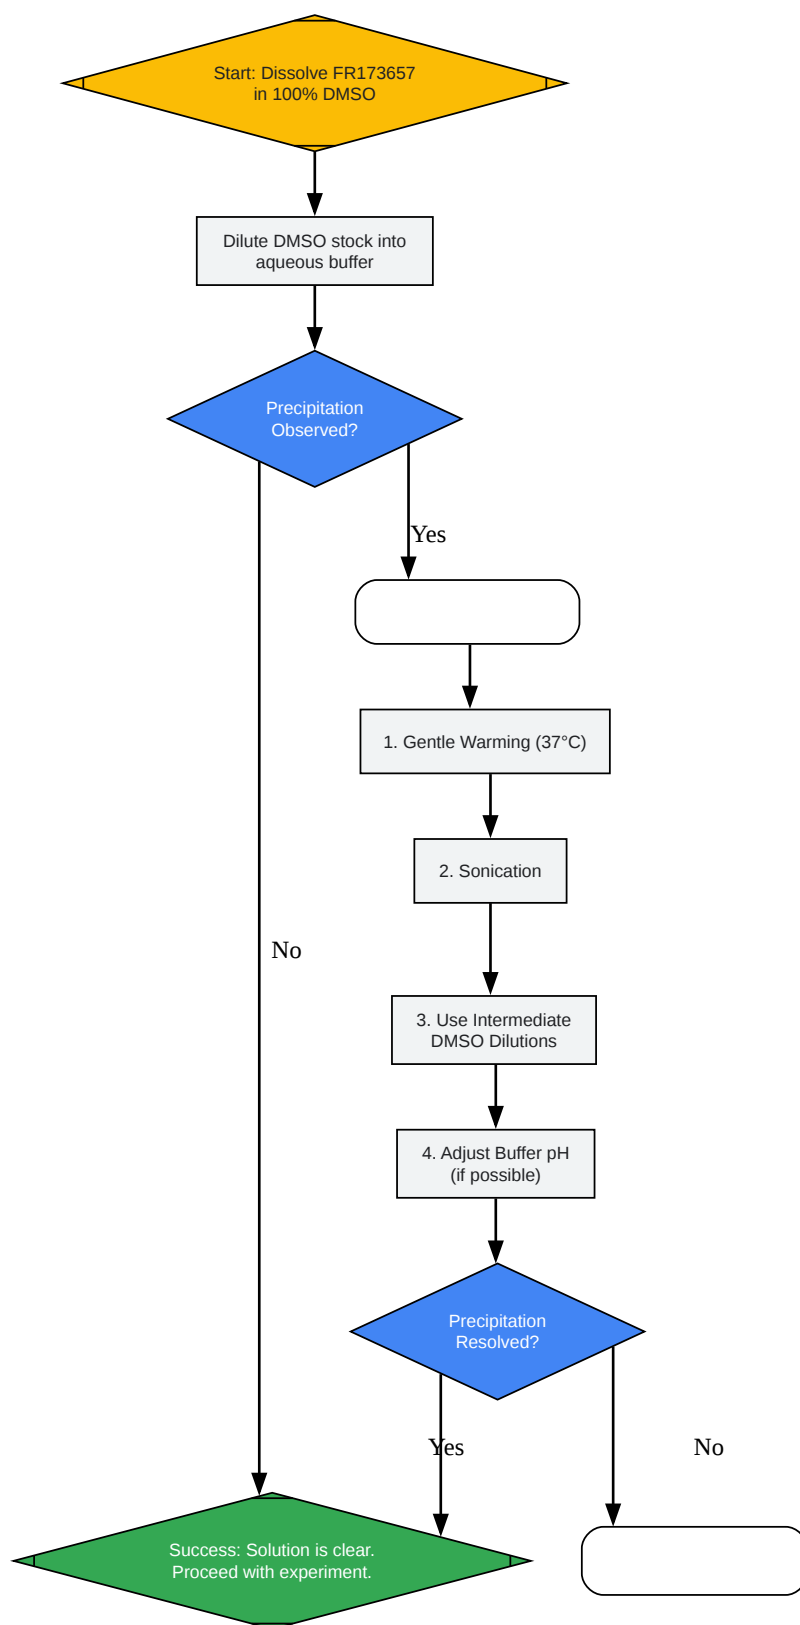 Start: Dissolve FR173657
in 100% DMSO
Dilute DMSO stock into
aqueous buffer
Precipitation
Observed?
Yes
1. Gentle Warming (37°C)
2. Sonication
No
3. Use Intermediate
DMSO Dilutions
4. Adjust Buffer pH
(if possible)
Precipitation
Resolved?
Yes
No
Success: Solution is clear.
Proceed with experiment.